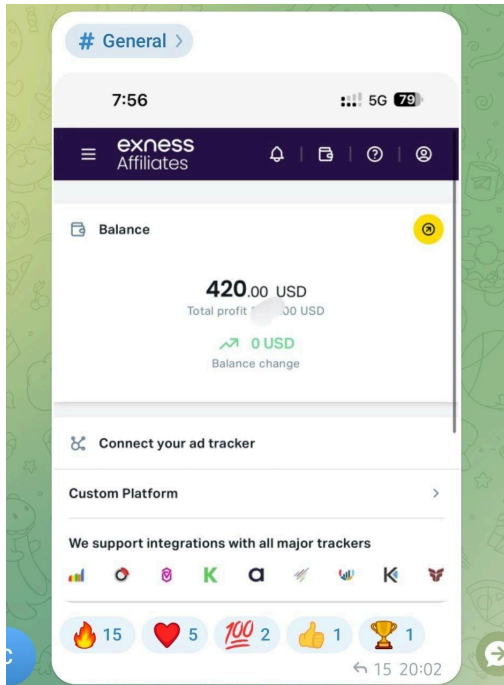 # General >
7:56
5G 79
exness
Affiliates
Balance
420.00 USD
Total profit 00 USD
0 USD
Balance change
Connect your ad tracker
Custom Platform
We support integrations with all major trackers
🔥 15 ❤️ 5 💯 2 👍 1 🏆 1
15 20:02